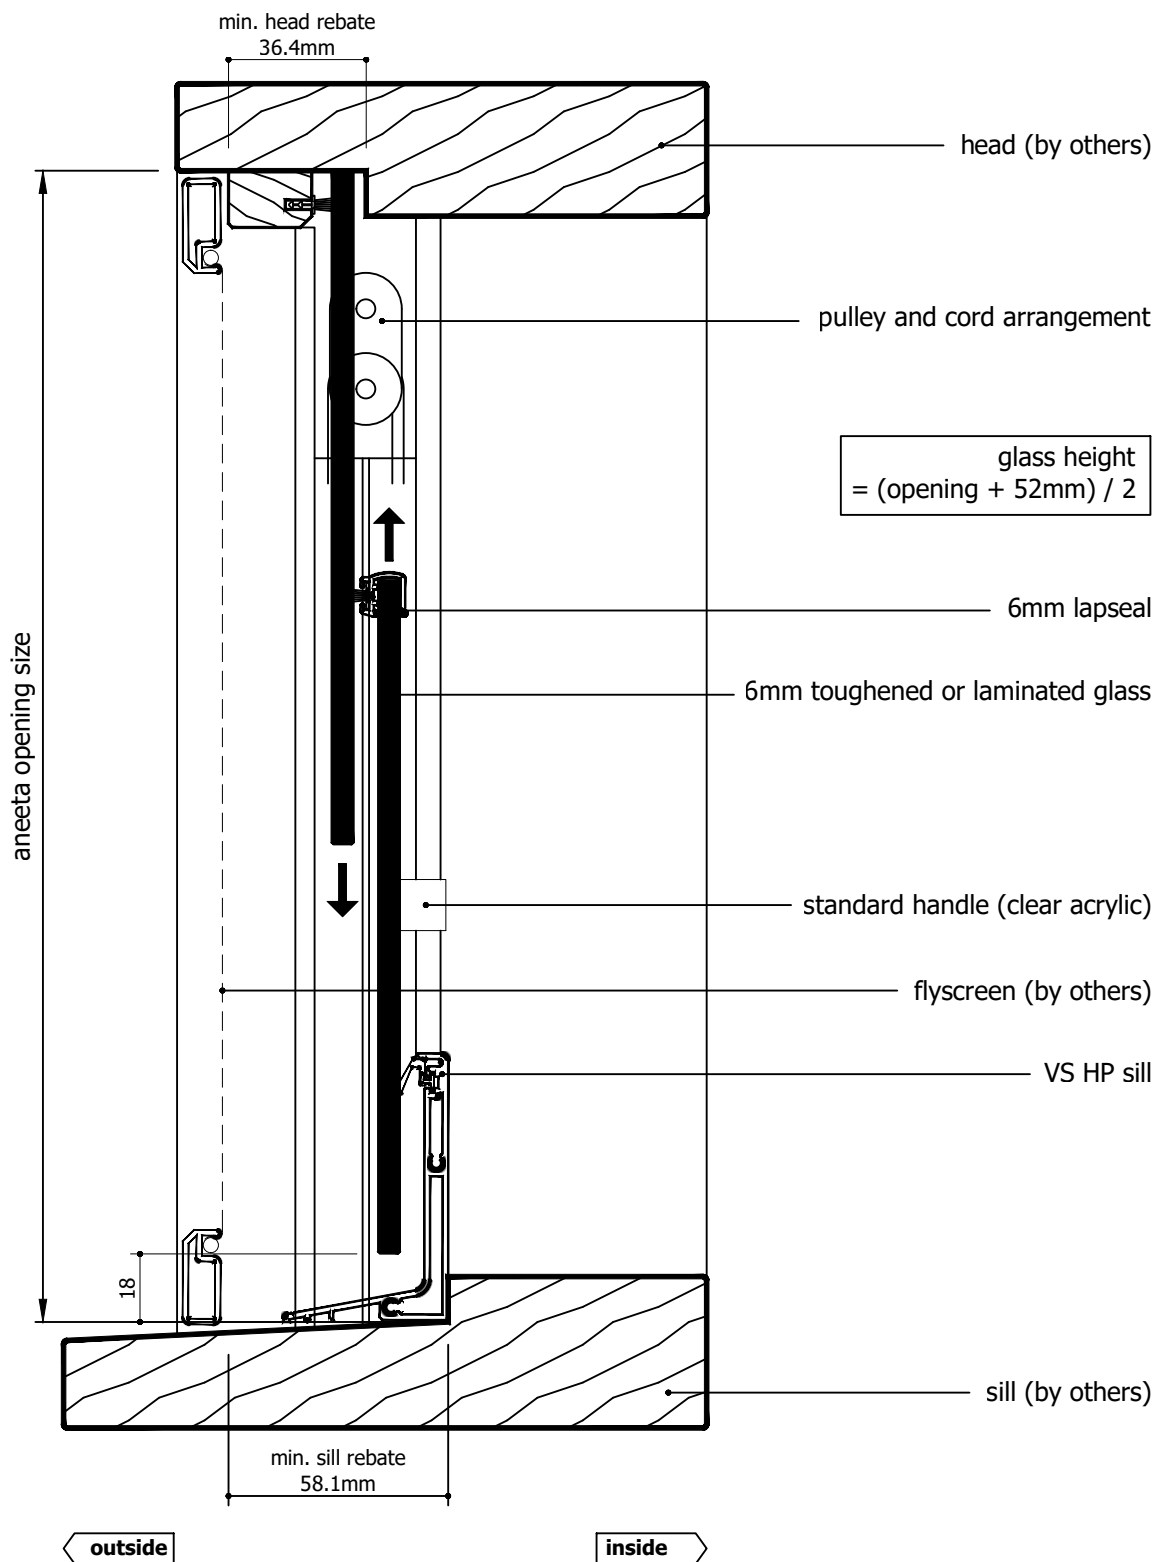 min. head rebate
36.4mm
head (by others)
pulley and cord arrangement
glass height
= (opening + 52mm) / 2
6mm lapseal
6mm toughened or laminated glass
aneeta opening size
standard handle (clear acrylic)
flyscreen (by others)
VS HP sill
18
sill (by others)
min. sill rebate
58.1mm
outside
inside